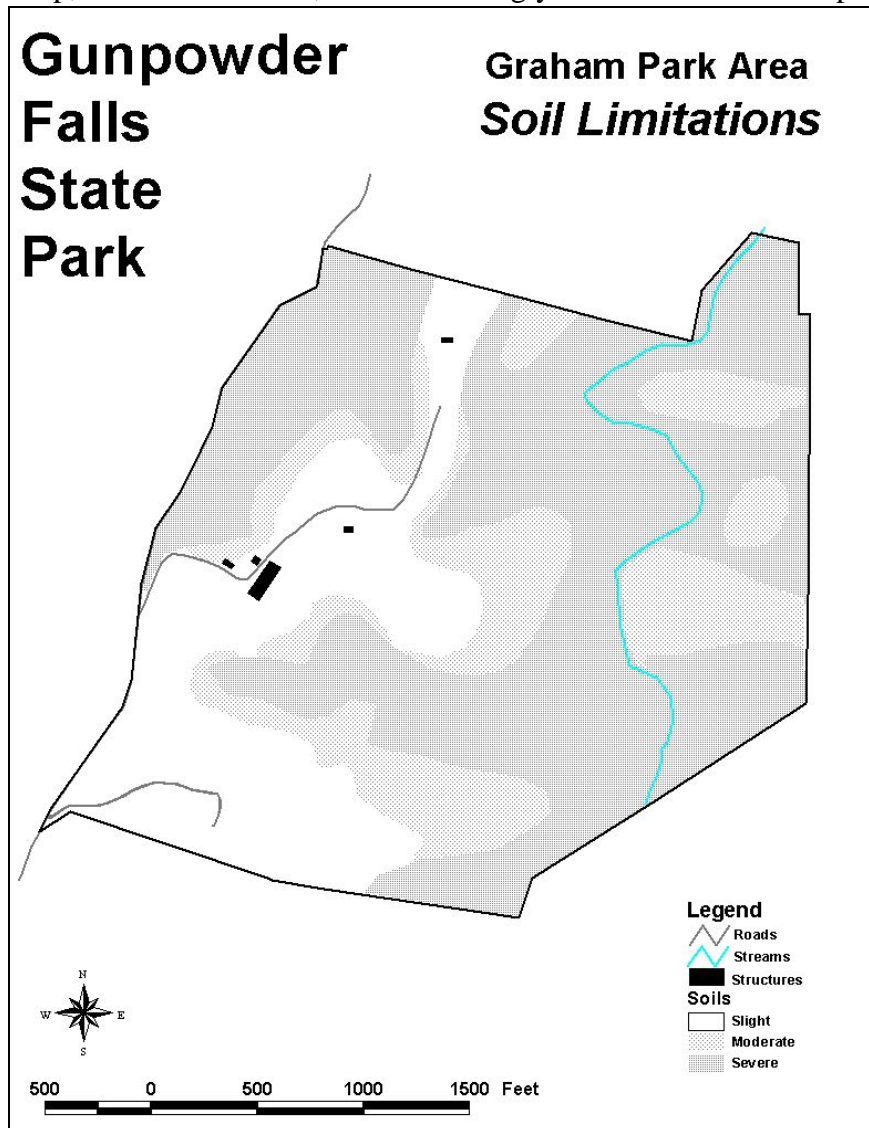 Gunpowder
Falls
State
Park
Graham Park Area
Soil Limitations
Legend
Roads
Streams
Structures
Soils
Slight
Moderate
Severe
N
W E
S
500 0 500 1000 1500 Feet